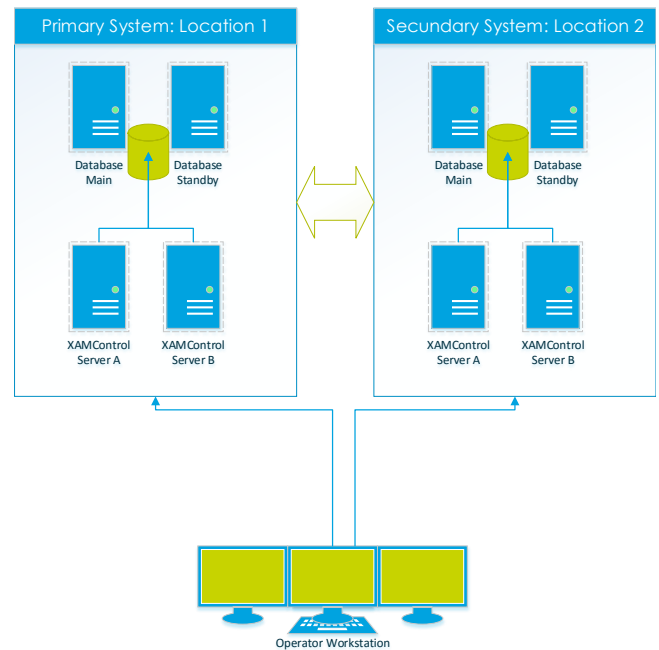 Primary System: Location 1
Secundary System: Location 2
Database
Main
Database
Standby
Database
Main
Database
Standby
XAMControl
Server A
XAMControl
Server B
XAMControl
Server A
XAMControl
Server B
Operator Workstation